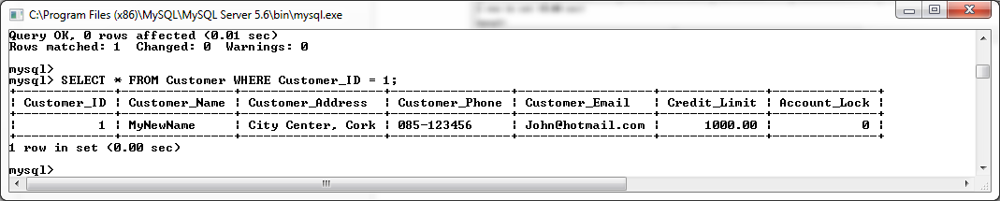 C:\Program Files (x86)\MySQL\MySQL Server 5.6\bin\mysql.exe
Query OK, 0 rows affected (0.01 sec)
Rows matched: 1  Changed: 0  Warnings: 0
mysql>
mysql> SELECT * FROM Customer WHERE Customer_ID = 1;
+-------------+---------------+-------------------+----------------+------------------+--------------+--------------+
¦ Customer_ID ¦ Customer_Name ¦ Customer_Address  ¦ Customer_Phone ¦ Customer_Email   ¦ Credit_Limit ¦ Account_Lock ¦
+-------------+---------------+-------------------+----------------+------------------+--------------+--------------+
¦           1 ¦ MyNewName     ¦ City Center, Cork ¦ 085-123456     ¦ John@hotmail.com ¦      1000.00 ¦            0 ¦
+-------------+---------------+-------------------+----------------+------------------+--------------+--------------+
1 row in set (0.00 sec)
mysql>